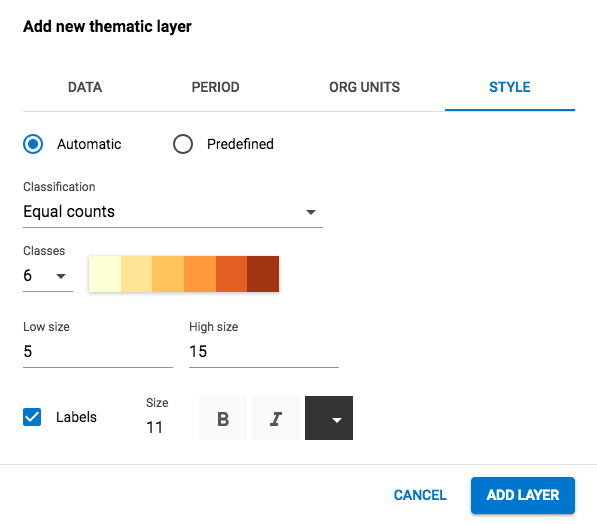 Add new thematic layer
DATA PERIOD ORG UNITS STYLE
Automatic Predefined
Classification
Equal counts
Classes
6
Low size High size
5 15
Labels Size
11 B I
CANCEL ADD LAYER